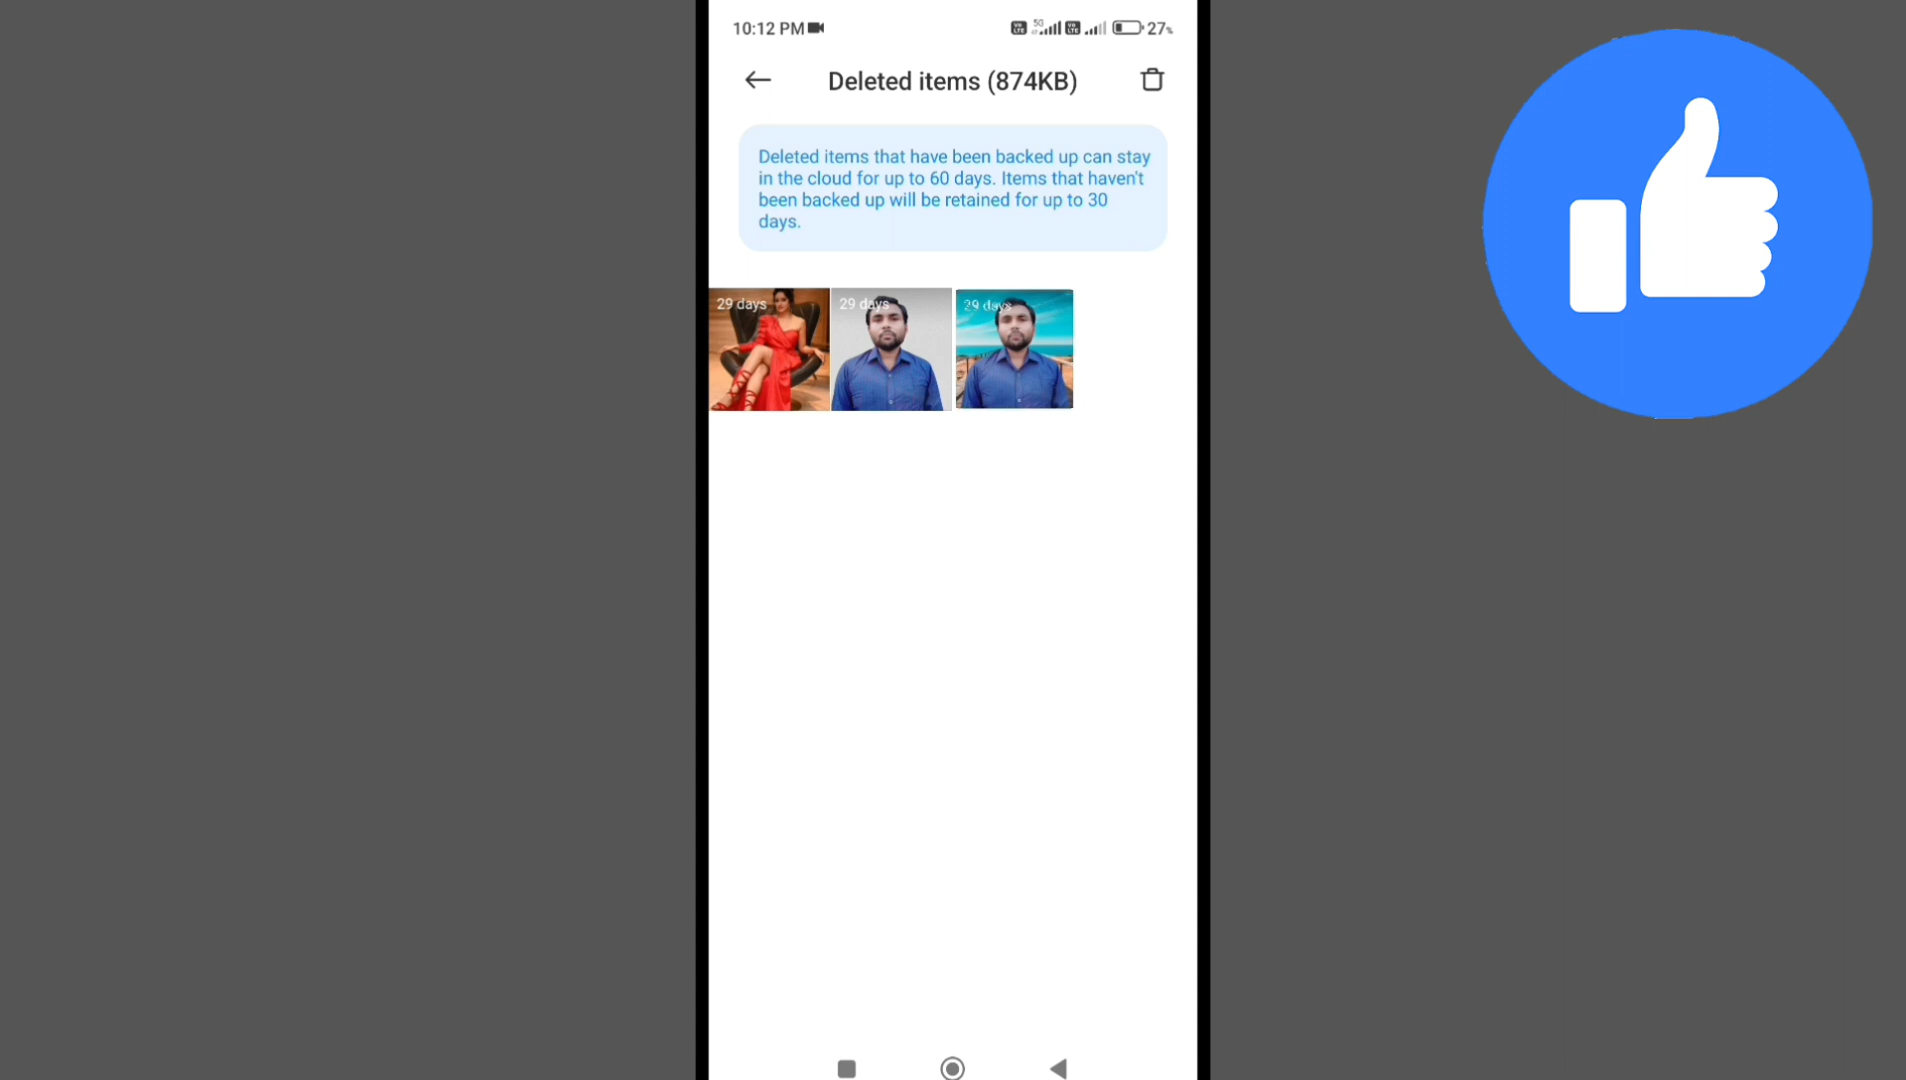 10:12 PM
5G
27%
Deleted items (874KB)
Deleted items that have been backed up can stay
in the cloud for up to 60 days. Items that haven't
been backed up will be retained for up to 30
days.
29 days
29 days
29 days